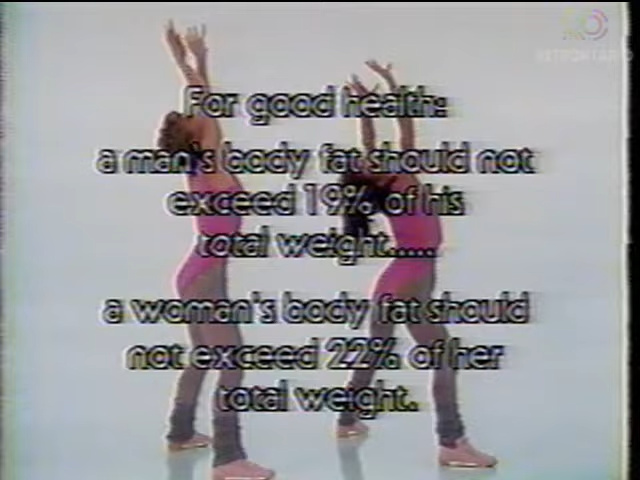 For good health:
a man's body fat should not
exceed 19% of his
total weight......
a woman's body fat should
not exceed 22% of her
total weight.